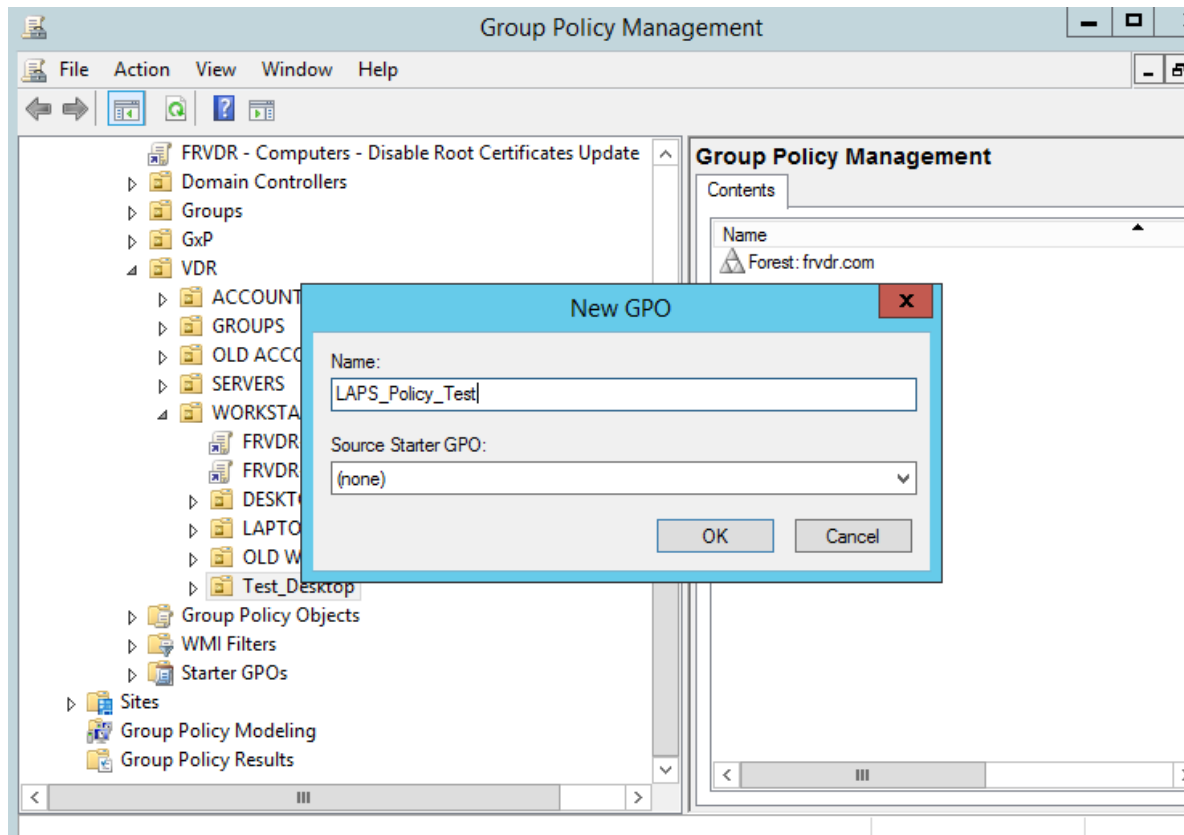 Group Policy Management
File Action View Window Help
FRVDR - Computers - Disable Root Certificates Update
Domain Controllers
Groups
GxP
VDR
ACCOUNT
GROUPS
OLD ACCO
SERVERS
WORKSTA
FRVDR
FRVDR
DESKT
LAPTO
OLD W
Test_Desktop
Group Policy Objects
WMI Filters
Starter GPOs
Sites
Group Policy Modeling
Group Policy Results
Group Policy Management
Contents
Name
Forest: frvdr.com
New GPO
Name:
LAPS_Policy_Test
Source Starter GPO:
(none)
OK Cancel